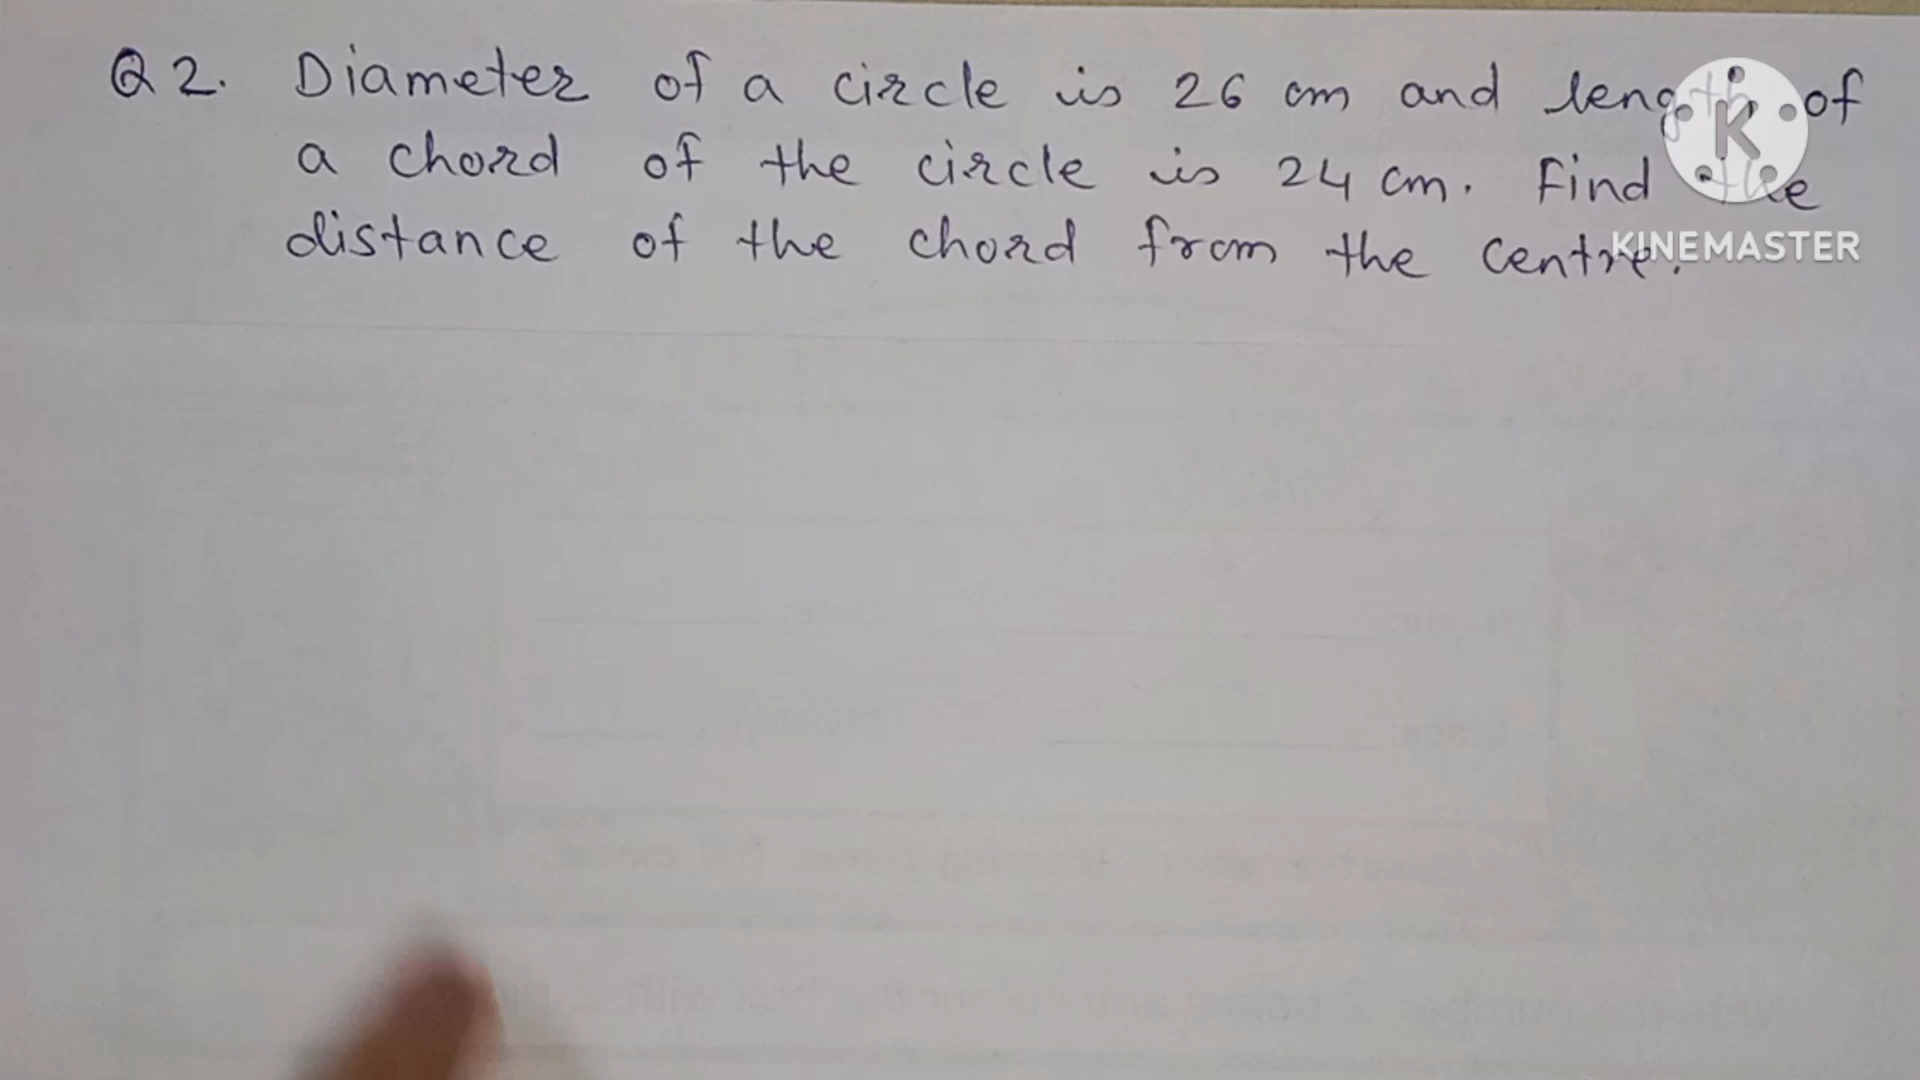 Q 2. Diameter of a circle is 26 cm and length of
a chord of the circle is 24 cm. Find the
distance of the chord from the centre.
K
KINEMASTER